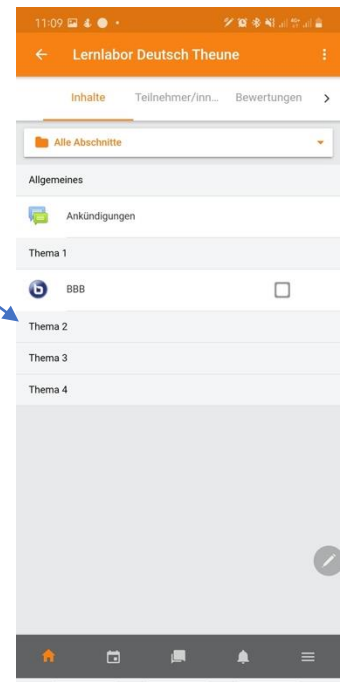 11:09
Lernlabor Deutsch Theune
Inhalte Teilnehmer/inn... Bewertungen
Alle Abschnitte
Allgemeines
Ankündigungen
Thema 1
b BBB
Thema 2
Thema 3
Thema 4